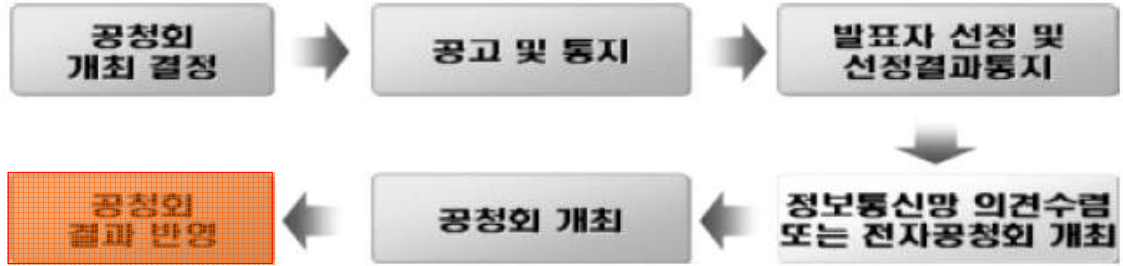 공청회
개최 결정
공고 및 통지
발표자 선정 및
선정결과통지
정보통신망 의견수렴
또는 전자공청회 개최
공청회 개최
공청회
결과 반영